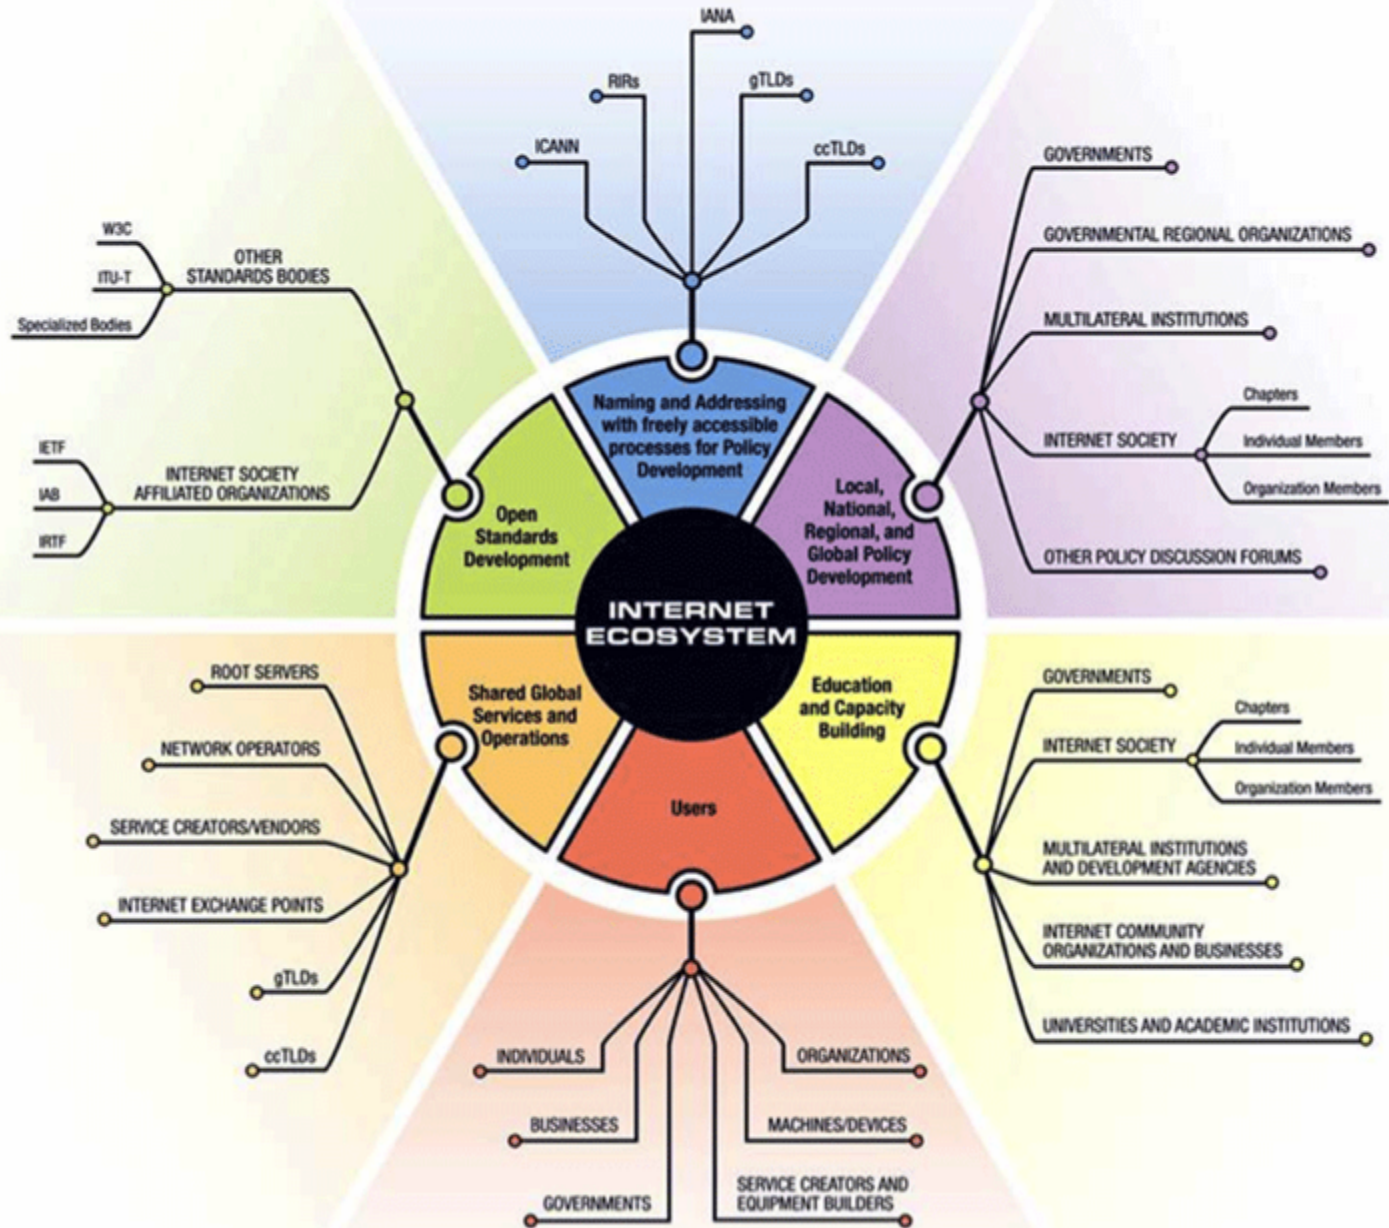 IANA
RIRs
gTLDs
ICANN
ccTLDs
W3C
ITU-T
Specialized Bodies
OTHER
STANDARDS BODIES
IETF
IAB
IRTF
INTERNET SOCIETY
AFFILIATED ORGANIZATIONS
GOVERNMENTS
GOVERNMENTAL REGIONAL ORGANIZATIONS
MULTILATERAL INSTITUTIONS
INTERNET SOCIETY
Chapters
Individual Members
Organization Members
OTHER POLICY DISCUSSION FORUMS
Naming and Addressing
with freely accessible
processes for Policy
Development
Open
Standards
Development
Local,
National,
Regional, and
Global Policy
Development
INTERNET
ECOSYSTEM
Shared Global
Services and
Operations
Users
Education
and Capacity
Building
ROOT SERVERS
NETWORK OPERATORS
SERVICE CREATORS/VENDORS
INTERNET EXCHANGE POINTS
gTLDs
ccTLDs
GOVERNMENTS
INTERNET SOCIETY
Chapters
Individual Members
Organization Members
MULTILATERAL INSTITUTIONS
AND DEVELOPMENT AGENCIES
INTERNET COMMUNITY
ORGANIZATIONS AND BUSINESSES
UNIVERSITIES AND ACADEMIC INSTITUTIONS
INDIVIDUALS
BUSINESSES
GOVERNMENTS
ORGANIZATIONS
MACHINES/DEVICES
SERVICE CREATORS AND
EQUIPMENT BUILDERS